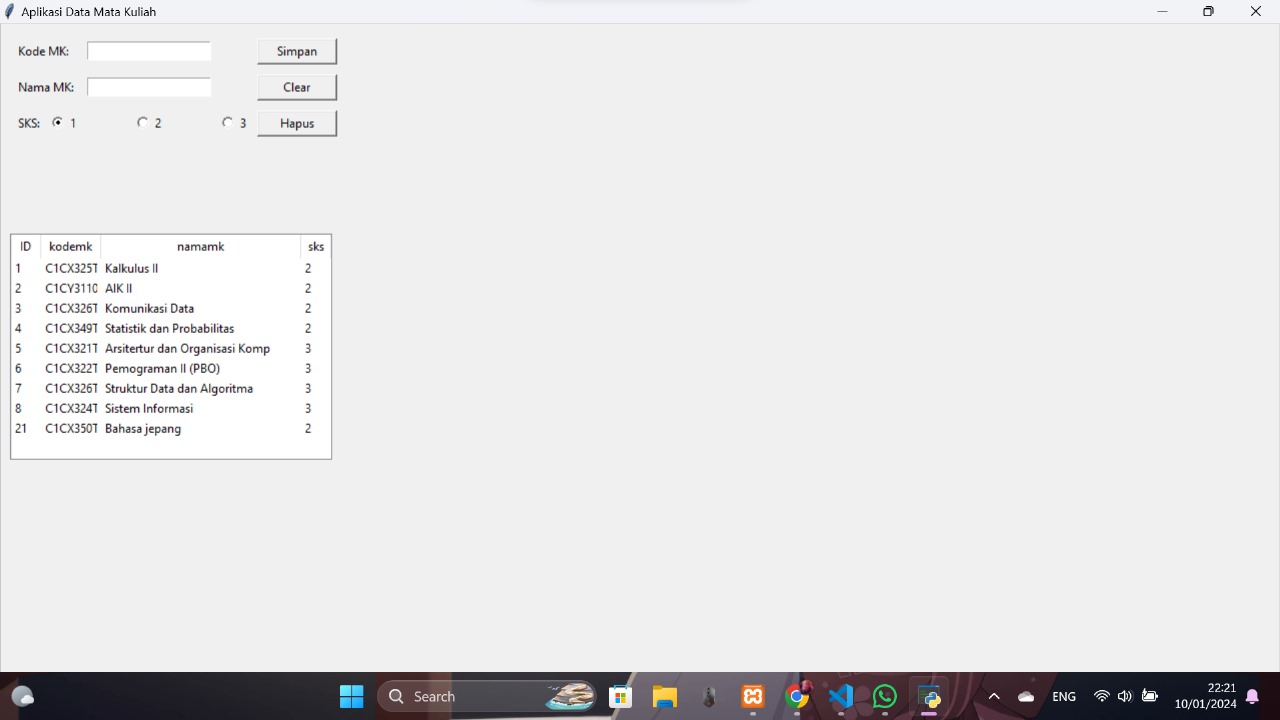 Aplikasi Data Mata Kuliah
Kode MK: Simpan
Nama MK: Clear
SKS: 1 2 3 Hapus
ID kodemk namamk sks
1 C1CX325T Kalkulus II 2
2 C1CY3110 AIK II 2
3 C1CX326T Komunikasi Data 2
4 C1CX349T Statistik dan Probabilitas 2
5 C1CX321T Arsitertur dan Organisasi Komp 3
6 C1CX322T Pemograman II (PBO) 3
7 C1CX326T Struktur Data dan Algoritma 3
8 C1CX324T Sistem Informasi 3
21 C1CX350T Bahasa jepang 2
Search ENG 22:21
10/01/2024